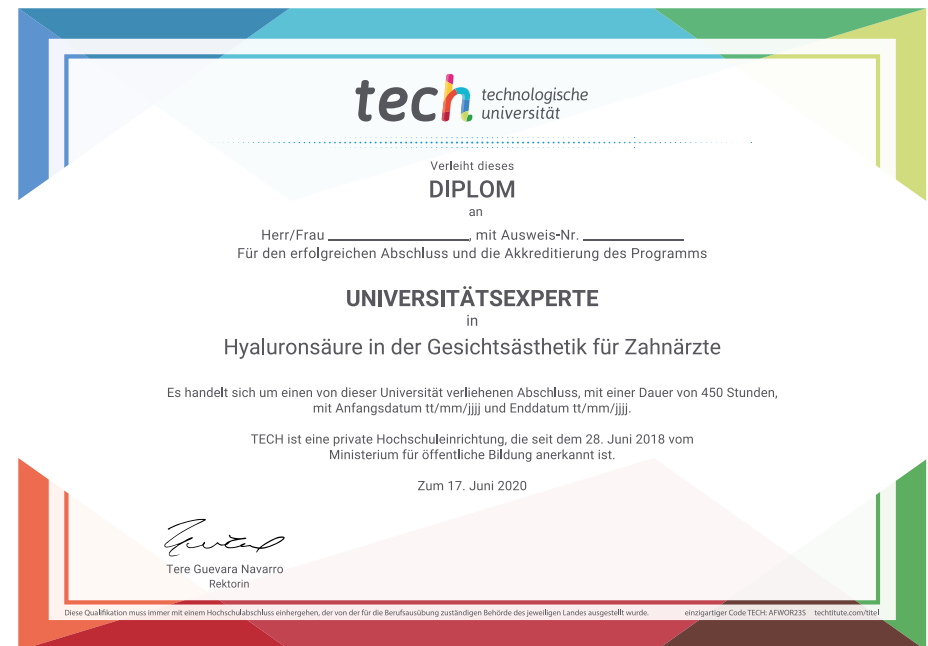 tech technologische
universität
Verleiht dieses
DIPLOM
an
Herr/Frau ____________, mit Ausweis-Nr. ____________
Für den erfolgreichen Abschluss und die Akkreditierung des Programms
UNIVERSITÄTSEXPERTE
in
Hyaluronsäure in der Gesichtsästhetik für Zahnärzte
Es handelt sich um einen von dieser Universität verliehenen Abschluss, mit einer Dauer von 450 Stunden,
mit Anfangsdatum tt/mm/jjjj und Enddatum tt/mm/jjjj.
TECH ist eine private Hochschuleinrichtung, die seit dem 28. Juni 2018 vom
Ministerium für öffentliche Bildung anerkannt ist.
Zum 17. Juni 2020
Tere Guevara Navarro
Rektorin
Diese Qualifikation muss immer mit einem Hochschulabschluss einhergehen, der von der für die Berufsausübung zuständigen Behörde des jeweiligen Landes ausgestellt wurde. einzigartiger Code TECH: AFWOR23S techtitute.com/titel